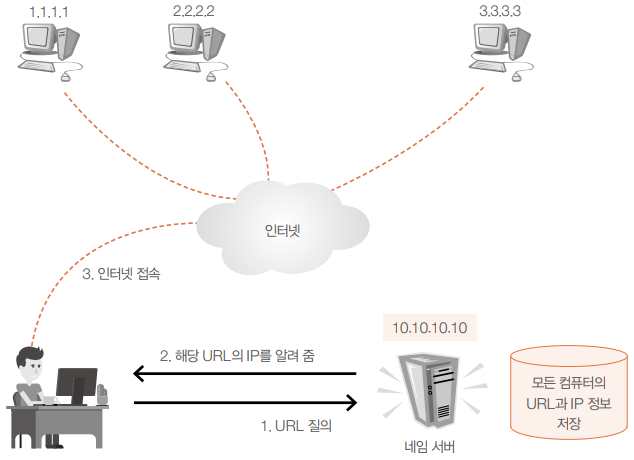 1.1.1.1
2.2.2.2
3.3.3.3
인터넷
3. 인터넷 접속
10.10.10.10
2. 해당 URL의 IP를 알려 줌
모든 컴퓨터의
URL과 IP 정보
저장
1. URL 질의
네임 서버